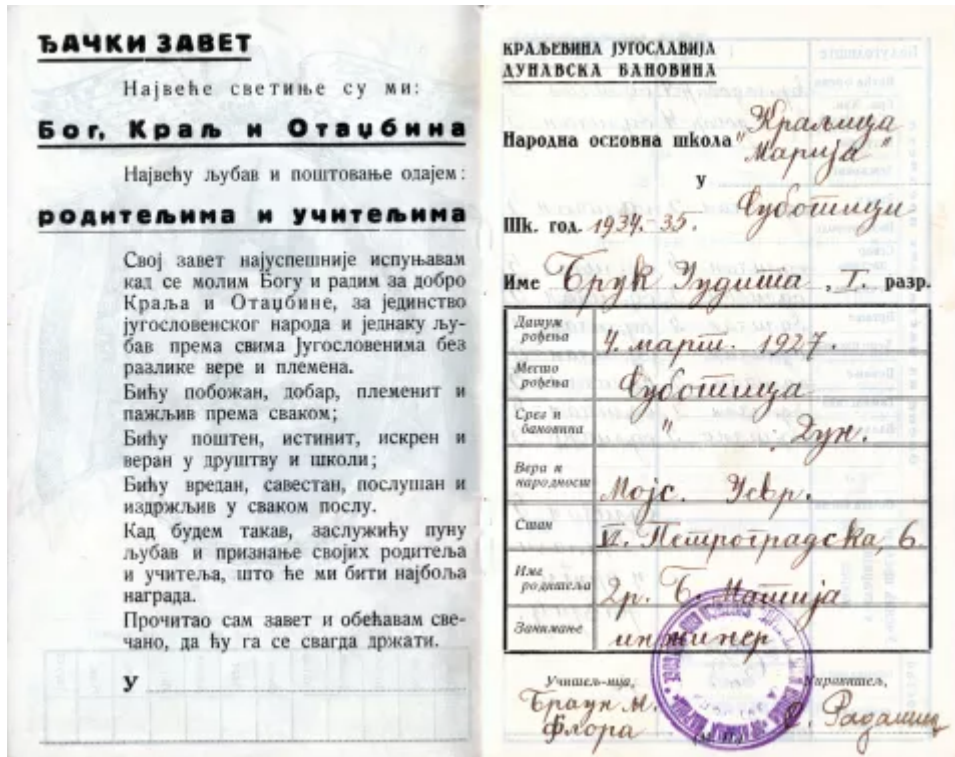 ЂАЧКИ ЗАВЕТ
Највеће светиње су ми:
Бог, Краљ и Отаџбина
Највећу љубав и поштовање одајем:
родитељима и учитељима
Свој завет најуспешније испуњавам
кад се молим Богу и радим за добро
Краља и Отаџбине, за јединство
југословенског народа и једнаку љу-
бав према свима Југословенима без
разлике вере и племена.
Бићу побожан, добар, племенит и
пажљив према сваком;
Бићу поштен, истинит, искрен и
веран у друштву и школи;
Бићу вредан, савестан, послушан и
издржљив у сваком послу.
Кад будем такав, заслужићу пуну
љубав и признање својих родитеља
и учитеља, што ће ми бити најбоља
награда.
Прочитао сам завет и обећавам све-
чано, да ћу га се свагда држати.
У
КРАЉЕВИНА ЈУГОСЛАВИЈА
ДУНАВСКА БАНОВИНА
Народна основна школа "Краљица
Марија"
у
Суботици
Шк. год. 1934.-35.
Име Брук Јудита, I. разр.
Датум
рођења 4. март. 1927.
Место
рођења Суботица
Срез и
бановина " Дун.
Вера и
народност Мојс. Јевр.
Стан VI. Петроградска, 6.
Име
родитеља Др. Б. Матија
Занимање инжињер
Учитељ-ица, Управитељ,
Браун М.
Флора